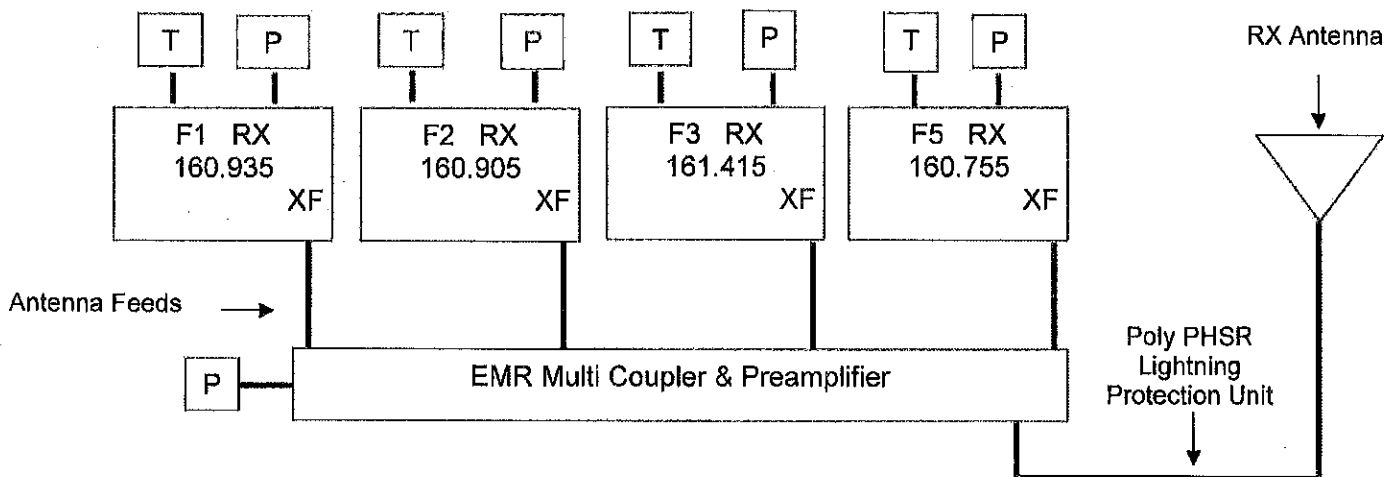 T P T P T P T P
RX Antenna
F1 RX
160.935
XF
F2 RX
160.905
XF
F3 RX
161.415
XF
F5 RX
160.755
XF
Antenna Feeds
P
EMR Multi Coupler & Preamplifier
Poly PHSR
Lightning
Protection Unit